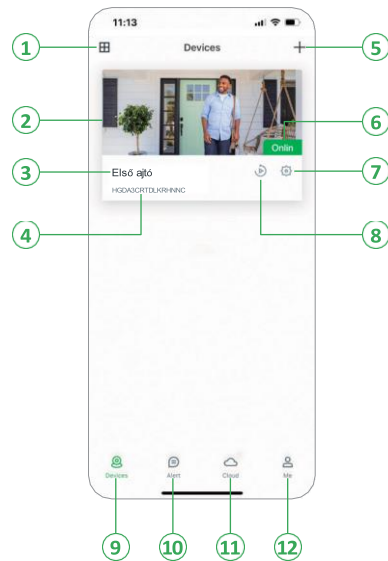 11:13
1
Devices
5
2
6
Onlin
3
Első ajtó
7
HGDA3CRTDLKRHNNC
4
8
Devices
Alert
Cloud
Me
9
10
11
12